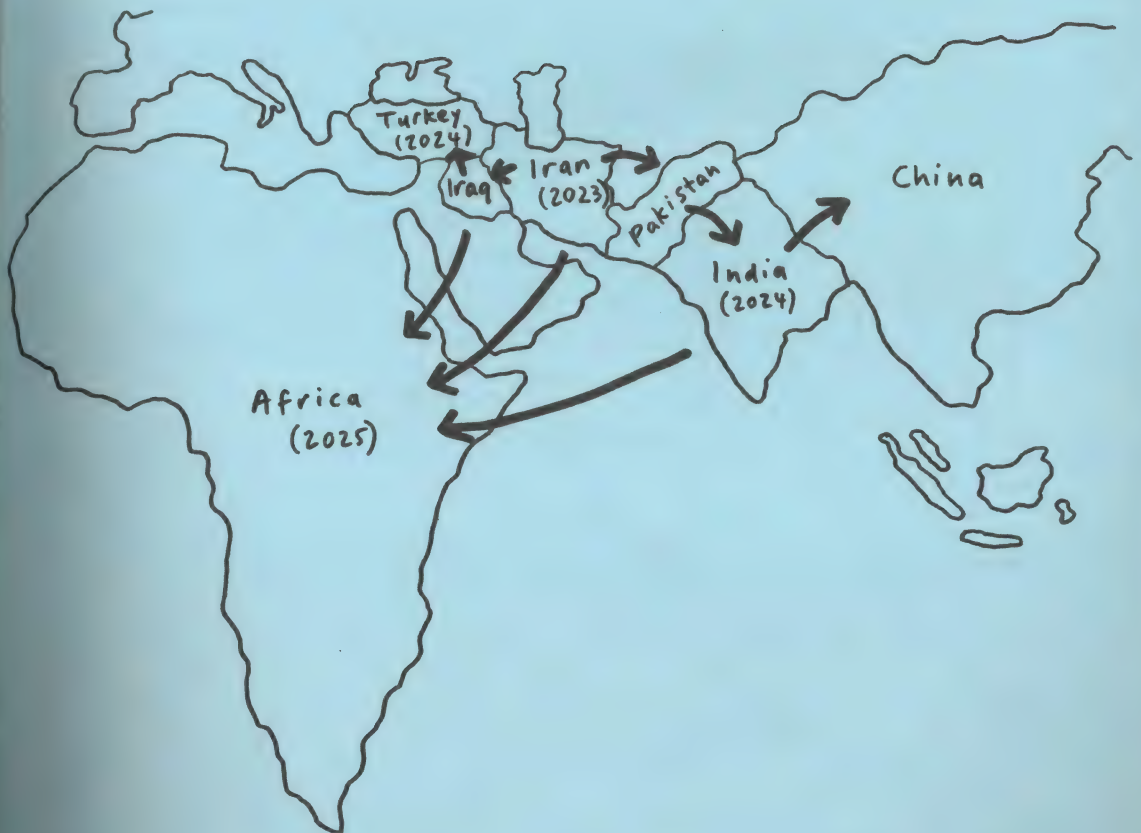 Turkey
(2024)
Iraq
Iran
(2023)
Pakistan
India
(2024)
China
Africa
(2025)